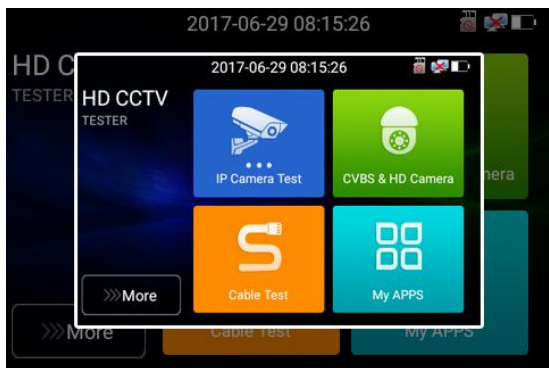 2017-06-29 08:15:26
HD C
TESTER
2017-06-29 08:15:26
HD CCTV
TESTER
IP Camera Test
CVBS & HD Camera
nera
Cable Test
My APPS
>>>More
>>>More
Cable Test
My APPS